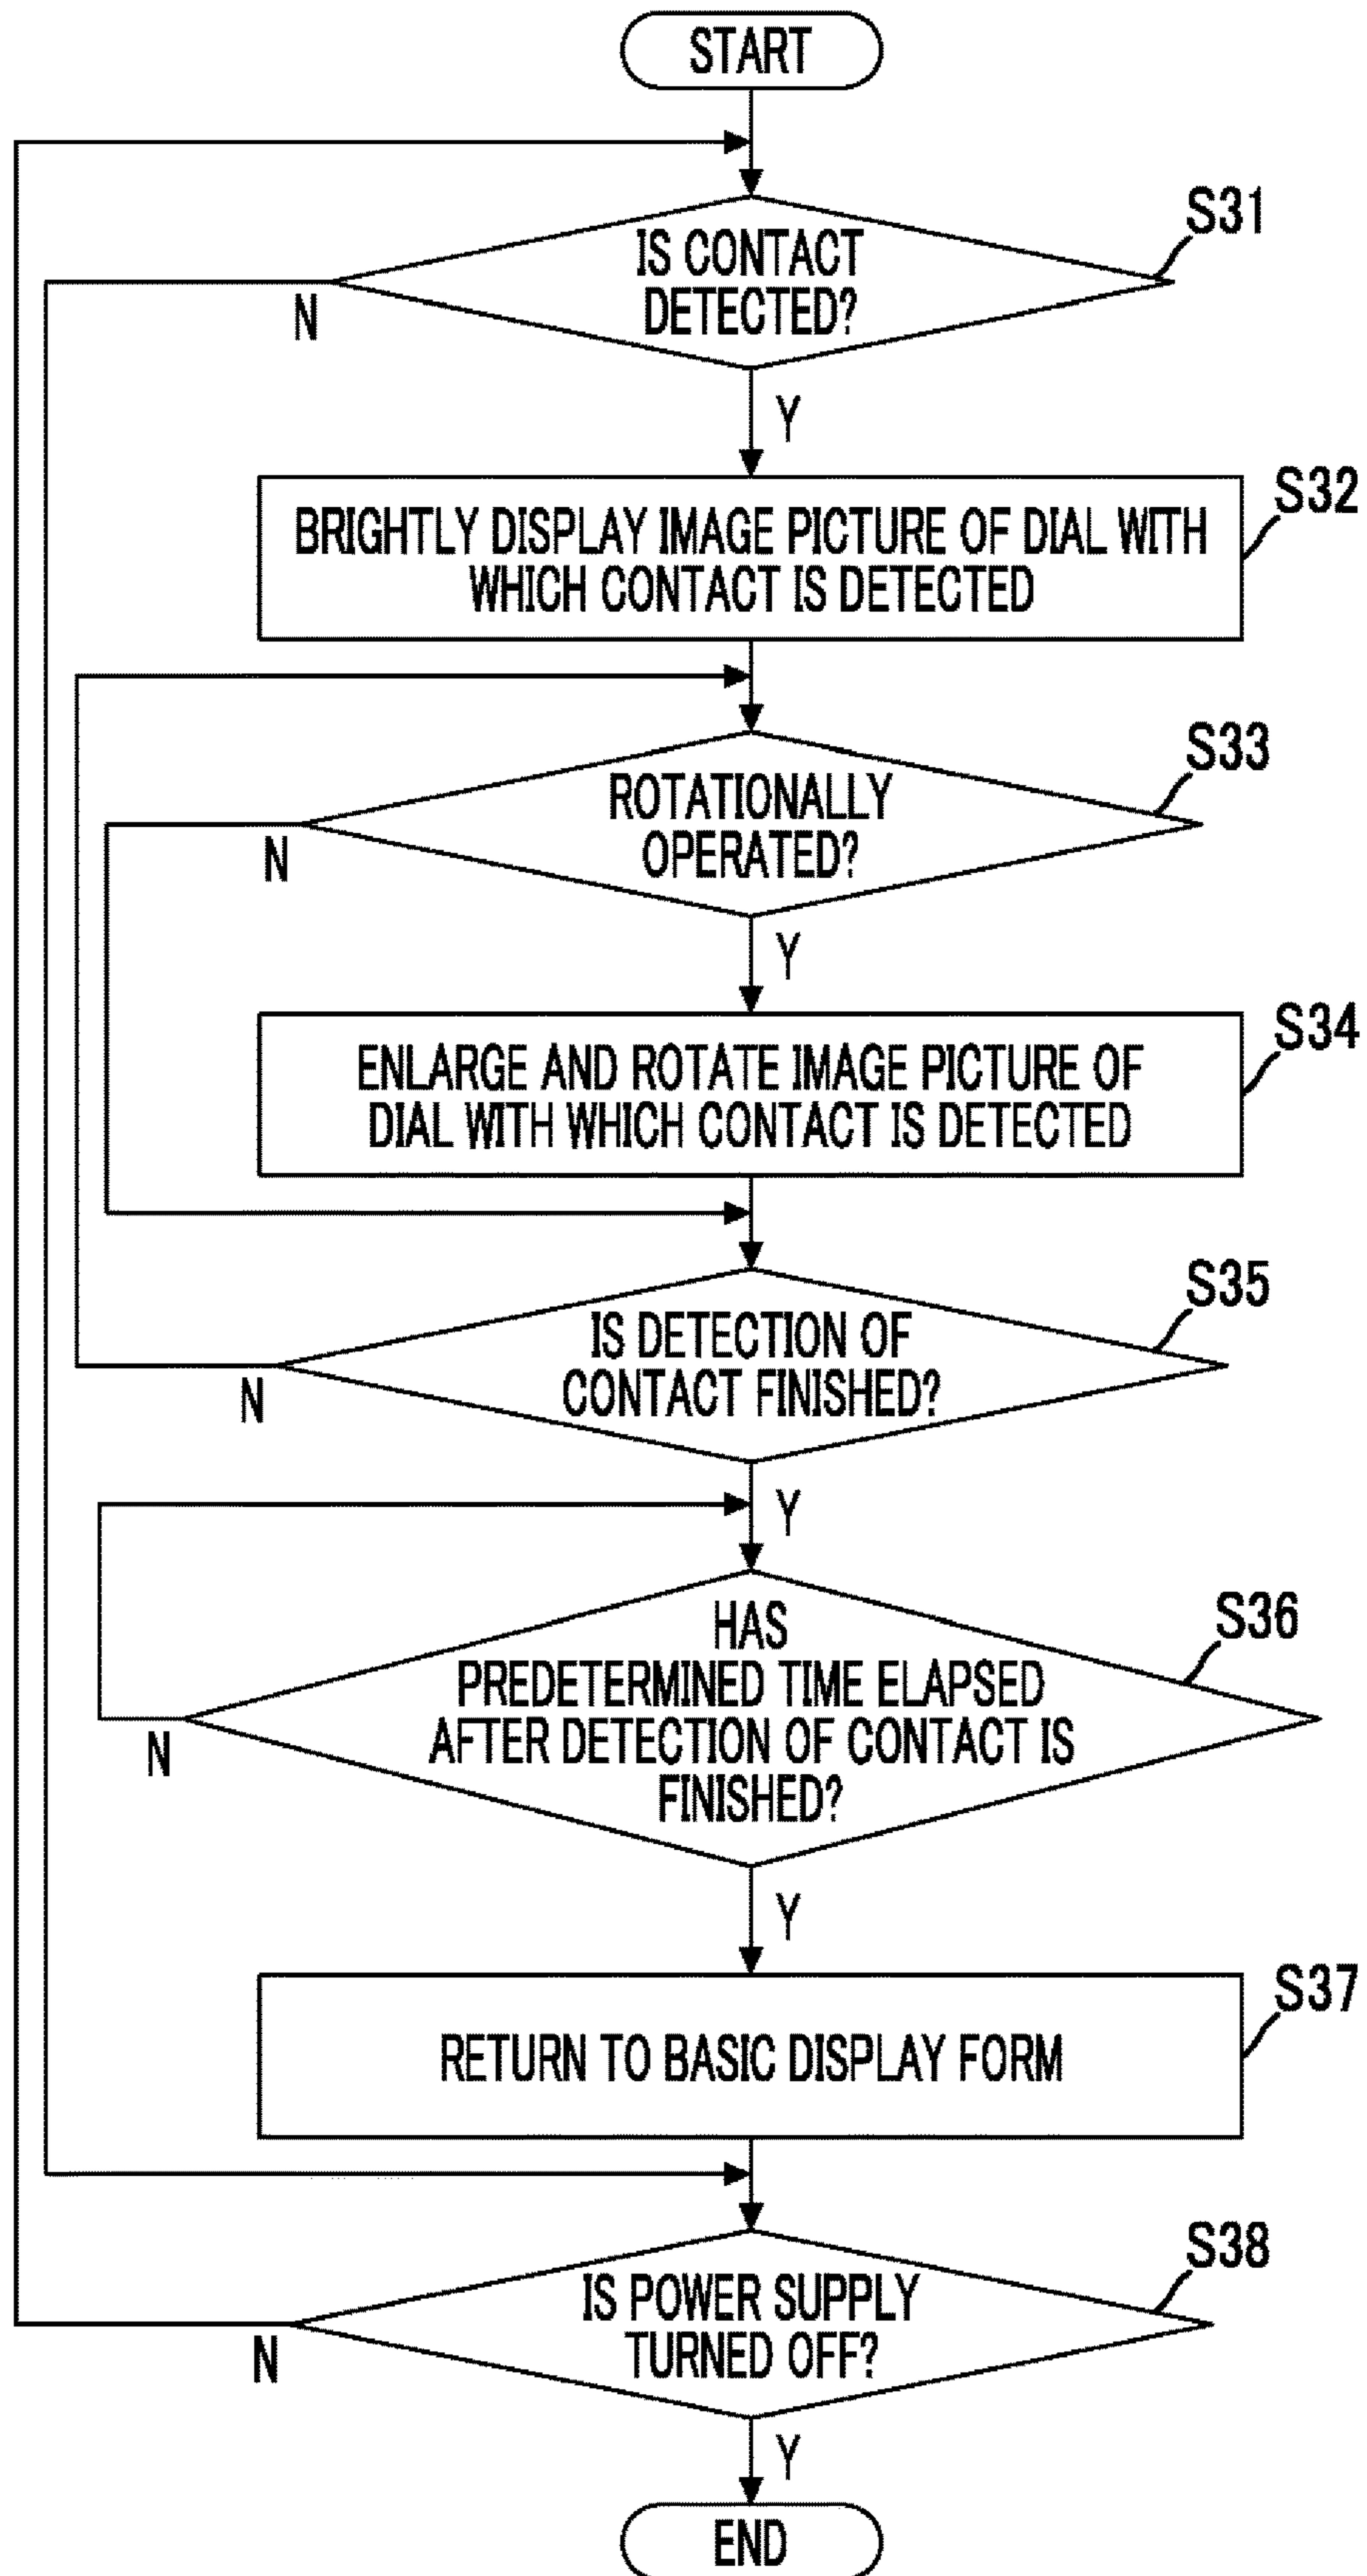 START
S31
IS CONTACT
DETECTED?
N
Y
S32
BRIGHTLY DISPLAY IMAGE PICTURE OF DIAL WITH
WHICH CONTACT IS DETECTED
S33
ROTATIONALLY
OPERATED?
N
Y
S34
ENLARGE AND ROTATE IMAGE PICTURE OF
DIAL WITH WHICH CONTACT IS DETECTED
S35
IS DETECTION OF
CONTACT FINISHED?
N
Y
S36
HAS
PREDETERMINED TIME ELAPSED
AFTER DETECTION OF CONTACT IS
FINISHED?
N
Y
S37
RETURN TO BASIC DISPLAY FORM
S38
IS POWER SUPPLY
TURNED OFF?
N
Y
END